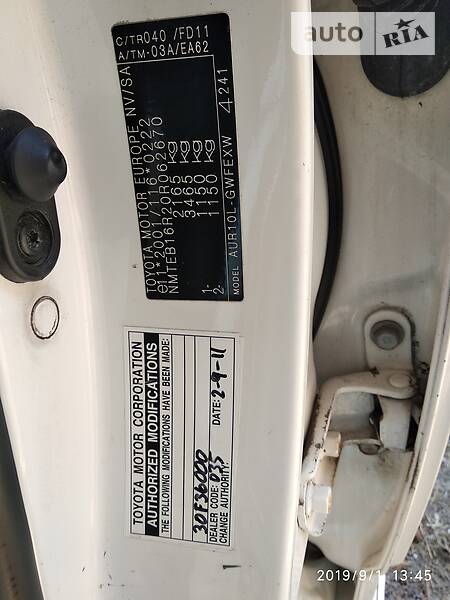 auto RIA
C/TR040 /FD11
A/TM-03A/EA62
TOYOTA MOTOR EUROPE NV/SA
e11*2001/116*0222
NMTEB16R20R062670
2165 kg
3465 kg
1- 1150 kg
2- 1150 kg
4.241
MODEL AUR10L-GWFEXW
TOYOTA MOTOR CORPORATION
AUTHORIZED MODIFICATIONS
THE FOLLOWING MODIFICATIONS HAVE BEEN MADE:
30F36000
DEALER CODE: 035 DATE: 2-9-11
CHANGE AUTHORITY:
2019/9/1 13:45